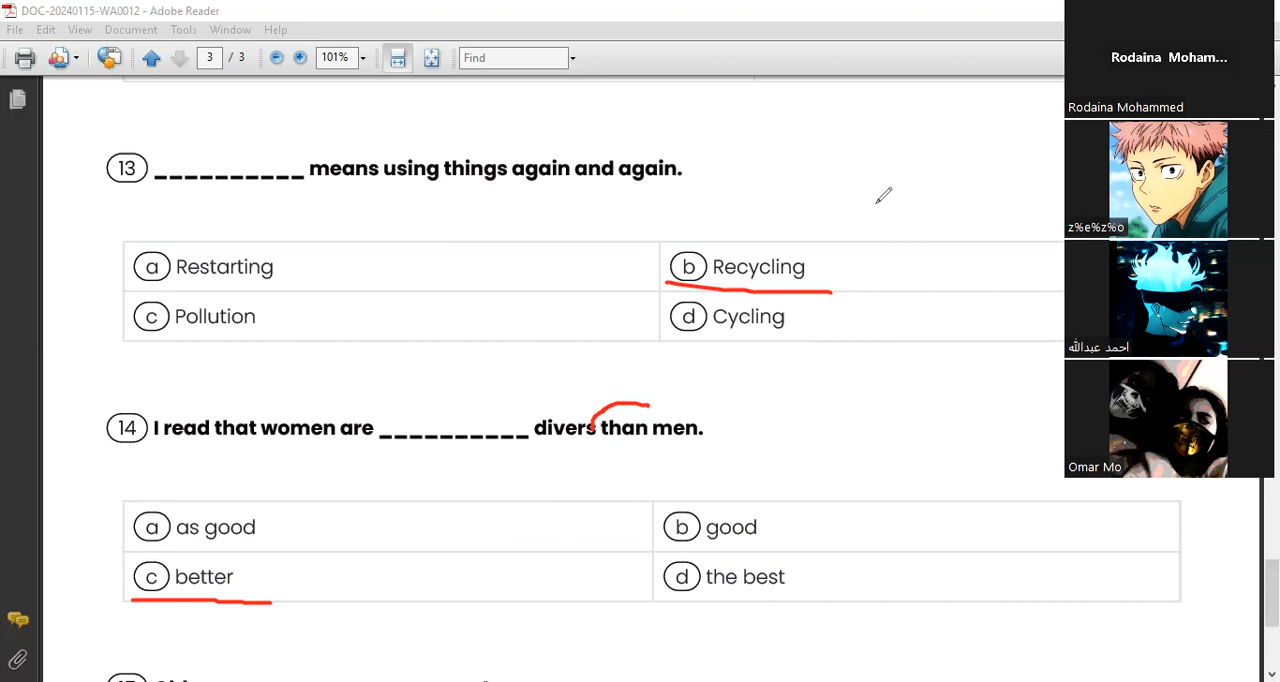 DOC-20240115-WA0012 - Adobe Reader
File Edit View Document Tools Window Help
3 / 3 101% Find
Rodaina Moham...
Rodaina Mohammed
z%e%z%o
احمد عبدالله
Omar Mo
13 __________ means using things again and again.
a Restarting
b Recycling
c Pollution
d Cycling
14 I read that women are __________ divers than men.
a as good
b good
c better
d the best